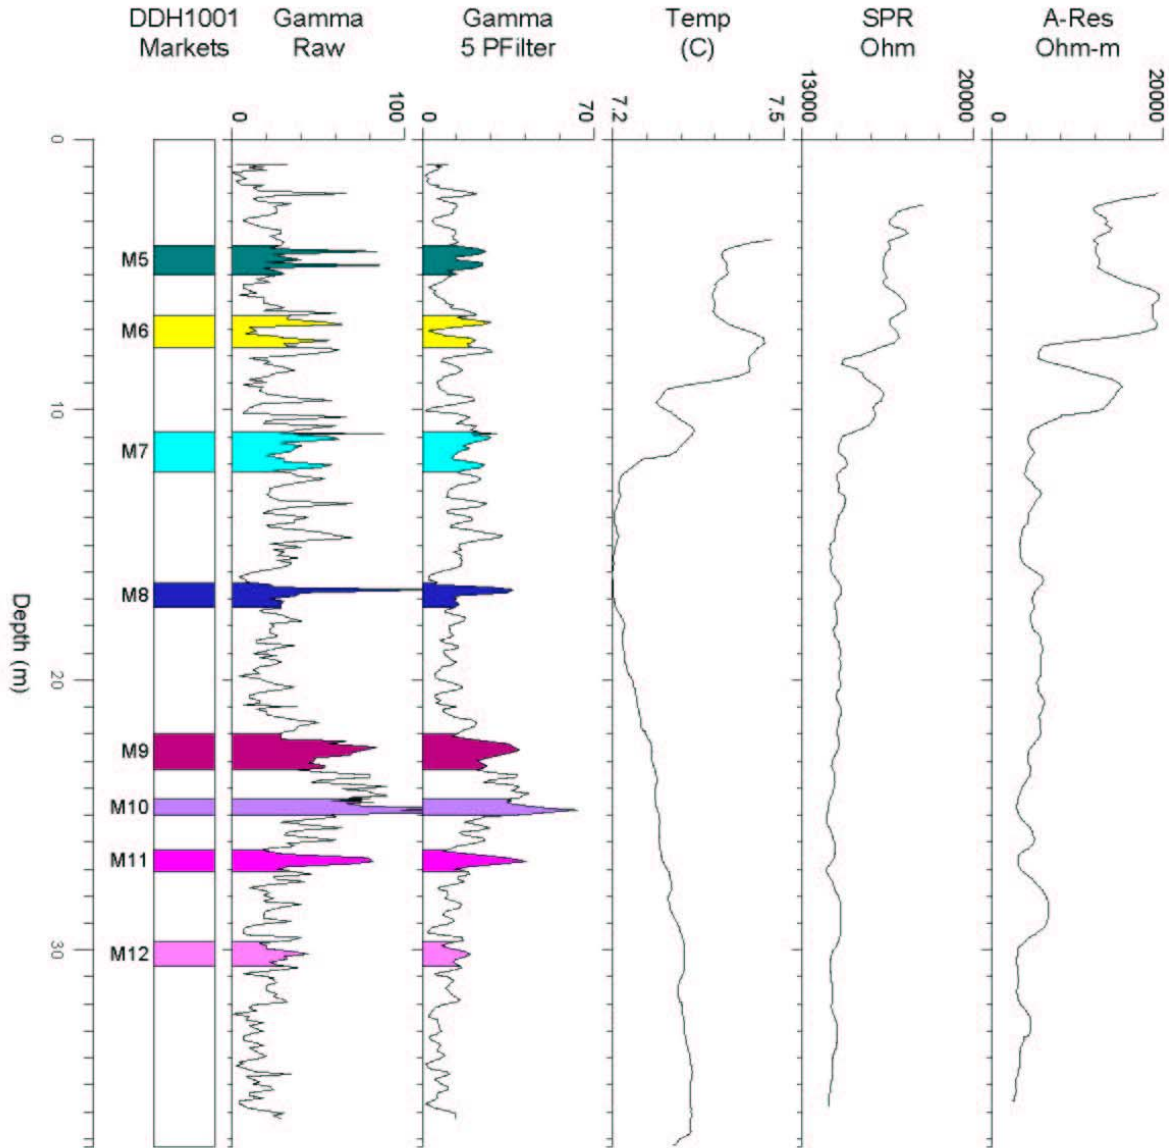 DDH1001
Markets
Gamma
Raw
Gamma
5 PFilter
Temp
(C)
SPR
Ohm
A-Res
Ohm-m
0
100
0
70
7.2
7.5
13000
20000
0
20000
0
10
20
30
Depth (m)
M5
M6
M7
M8
M9
M10
M11
M12